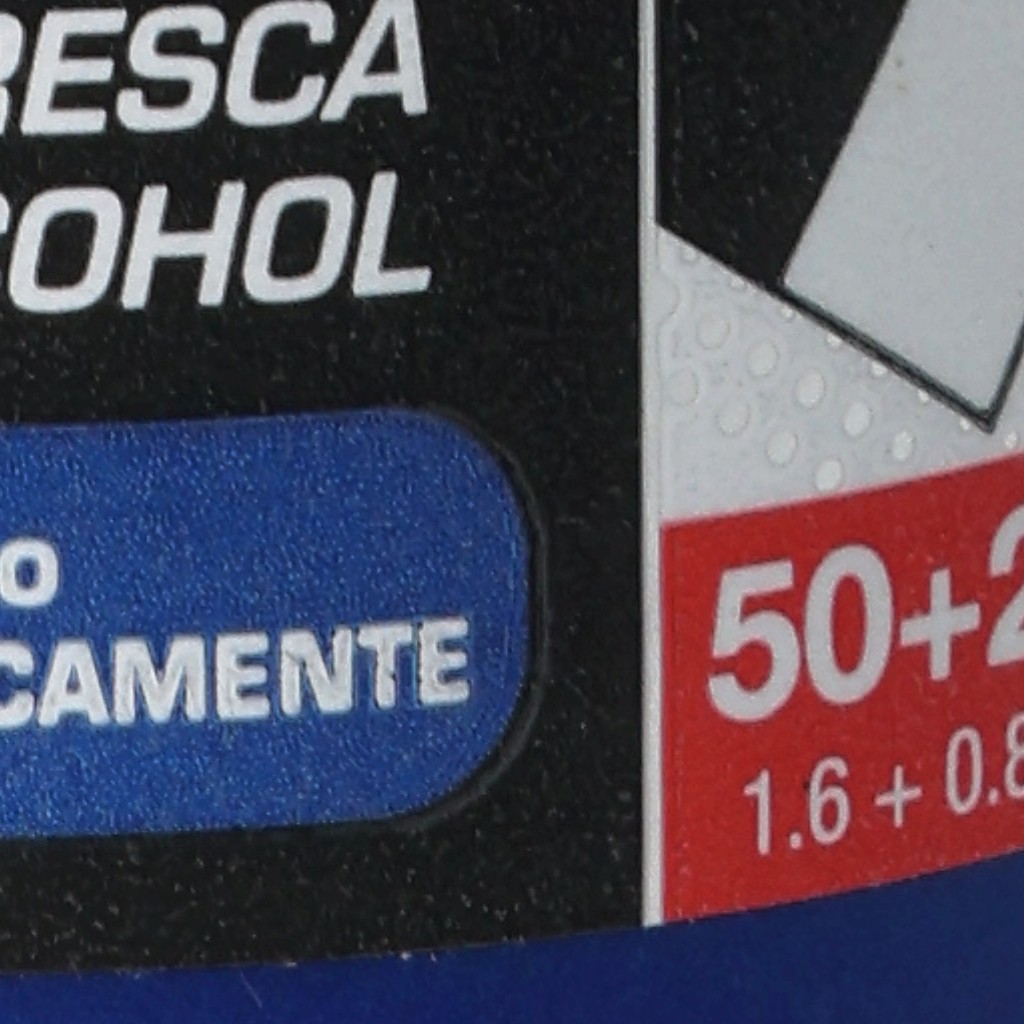 RESCA
COHOL
O
CAMENTE
50+2
1.6 + 0.8